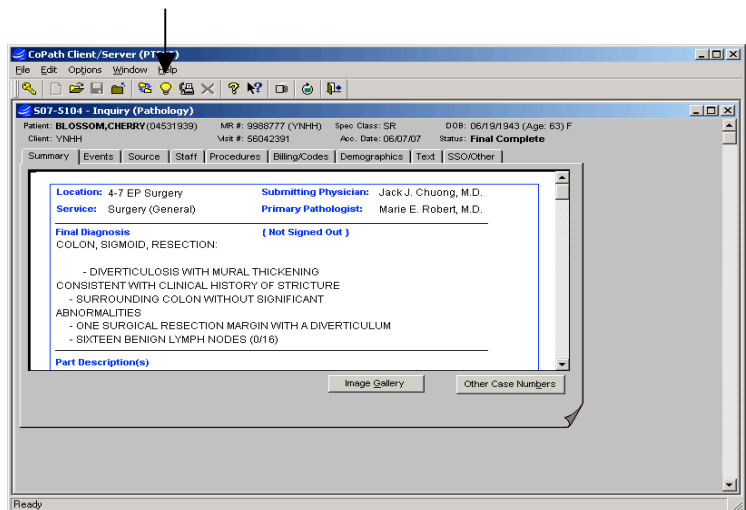 CoPath Client/Server (PT
File Edit Options Window Help
S07-5104 - Inquiry (Pathology)
Patient: BLOSSOM,CHERRY(04531939) MR #: 9988777 (YNHH) Spec Class: SR DOB: 06/19/1943 (Age: 63) F
Client: YNHH Visit #: 56042391 Acc. Date: 06/07/07 Status: Final Complete
Summary Events Source Staff Procedures Billing/Codes Demographics Text SSO/Other
Location: 4-7 EP Surgery Submitting Physician: Jack J. Chuong, M.D.
Service: Surgery (General) Primary Pathologist: Marie E. Robert, M.D.
Final Diagnosis ( Not Signed Out )
COLON, SIGMOID, RESECTION:
- DIVERTICULOSIS WITH MURAL THICKENING
CONSISTENT WITH CLINICAL HISTORY OF STRICTURE
- SURROUNDING COLON WITHOUT SIGNIFICANT
ABNORMALITIES
- ONE SURGICAL RESECTION MARGIN WITH A DIVERTICULUM
- SIXTEEN BENIGN LYMPH NODES (0/16)
Part Description(s)
Image Gallery Other Case Numbers
Ready